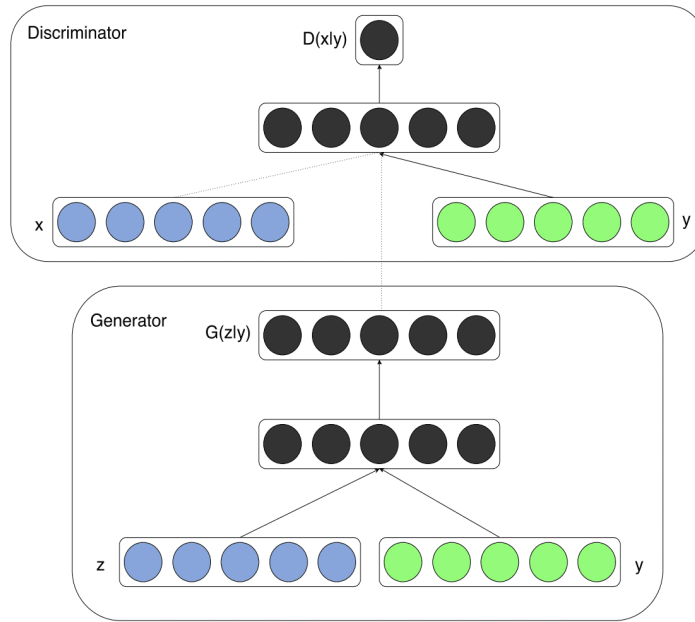 Discriminator
D(x|y)
x
y
Generator
G(z|y)
z
y